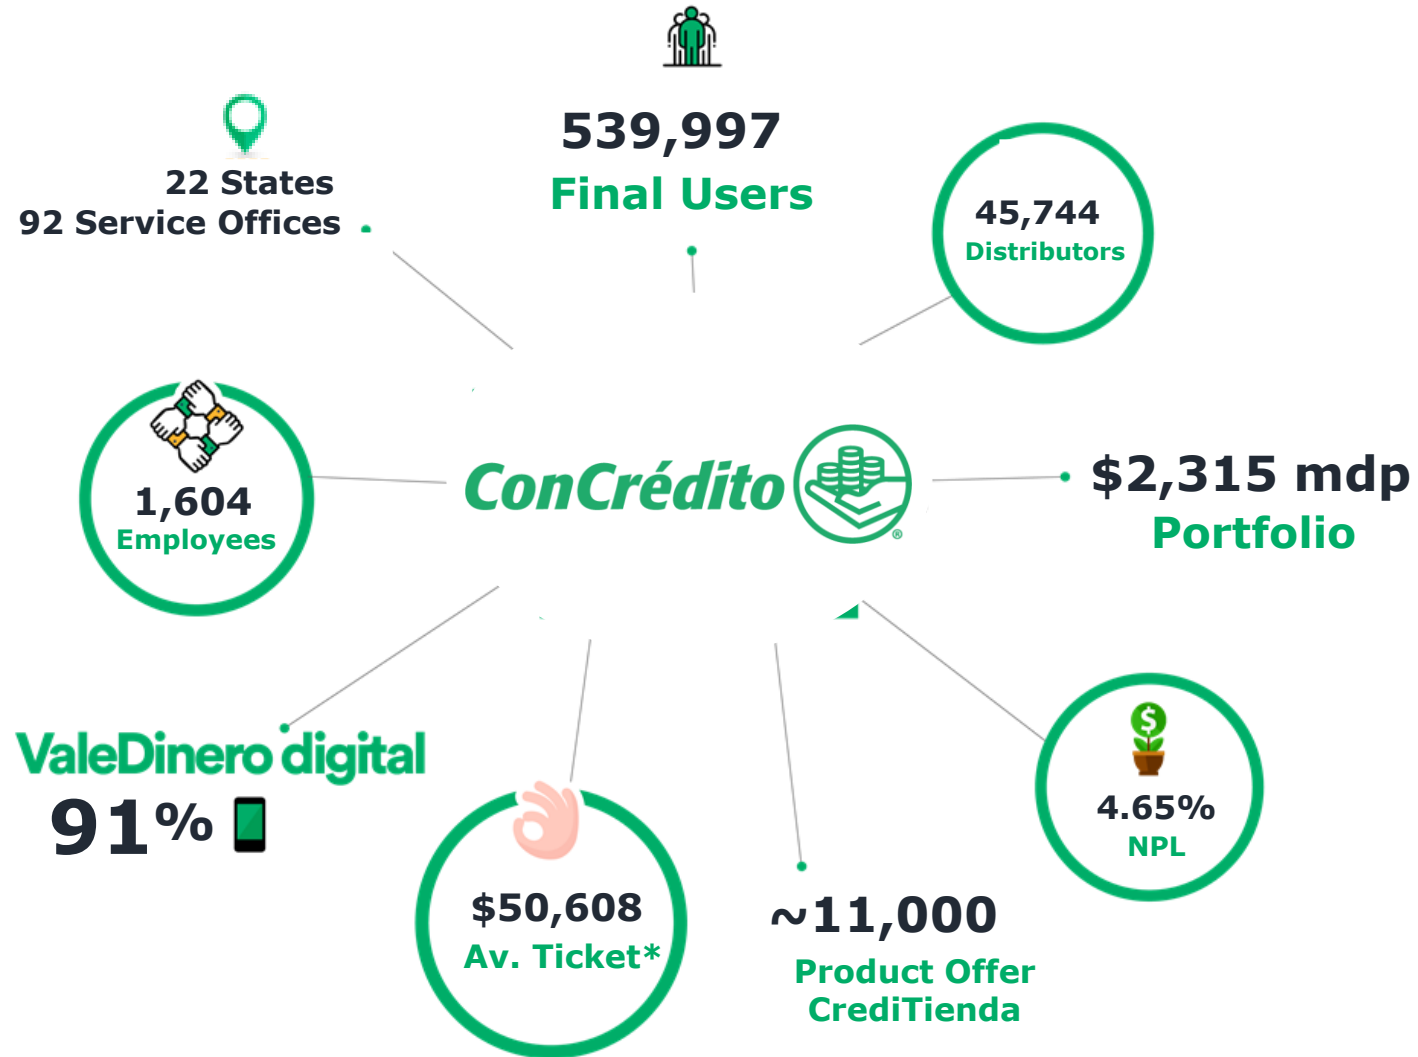 539,997
Final Users
22 States
92 Service Offices
45,744
Distributors
1,604
Employees
ConCrédito
®
$2,315 mdp
Portfolio
ValeDinero digital
91%
$
4.65%
NPL
$50,608
Av. Ticket*
~11,000
Product Offer
CrediTienda